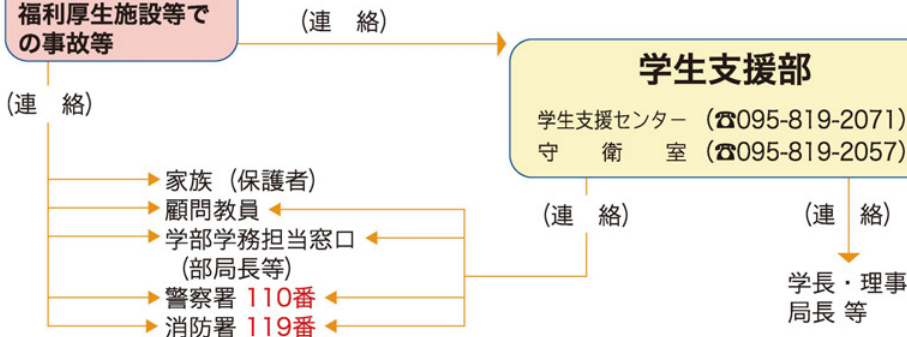 福利厚生施設等で
の事故等
（連　絡）
（連　絡）
学生支援部
学生支援センター（☎095-819-2071）
守　衛　室（☎095-819-2057）
家族（保護者）
顧問教員
学部学務担当窓口
（部局長等）
警察署 110番
消防署 119番
（連　絡）
（連　絡）
学長・理事
局長 等